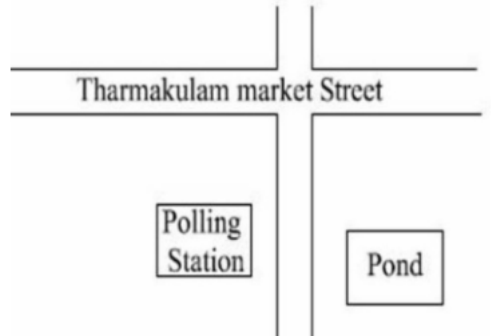 Tharmakulam market Street
Polling
Station
Pond